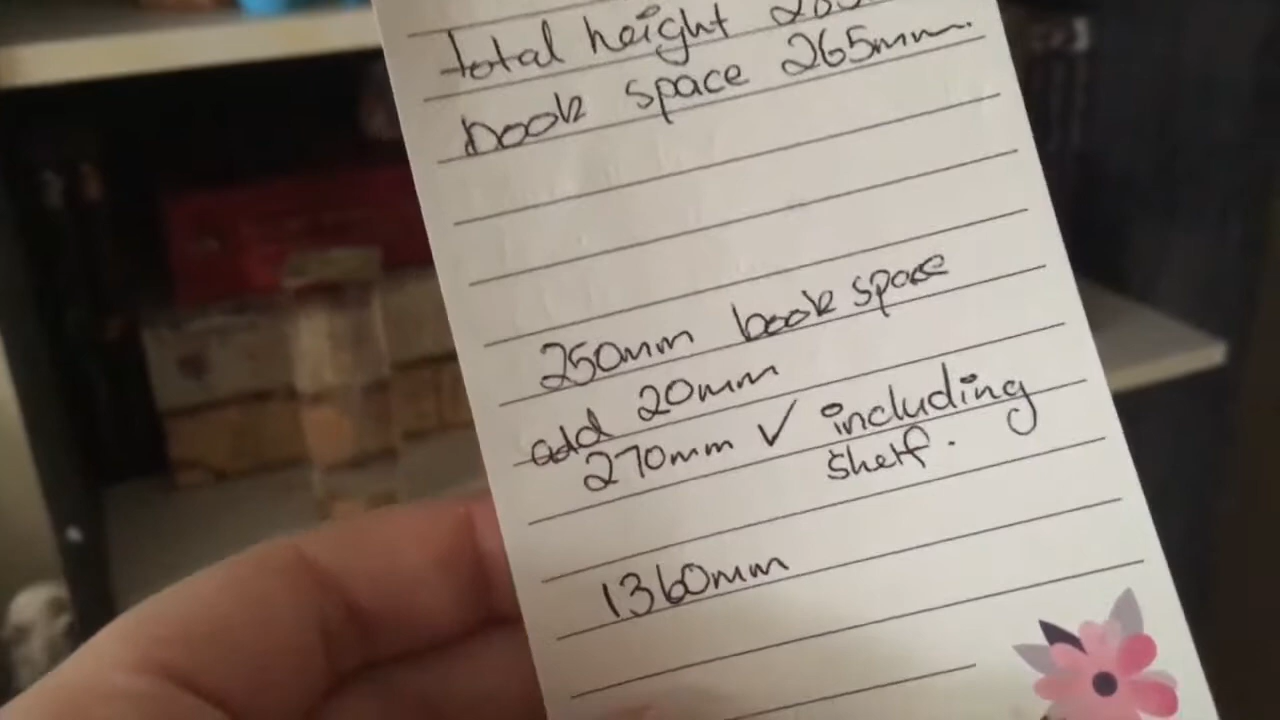 total height
book space 265mm.
250mm book space
add 20mm
270mm ✓ including
shelf.
1360mm